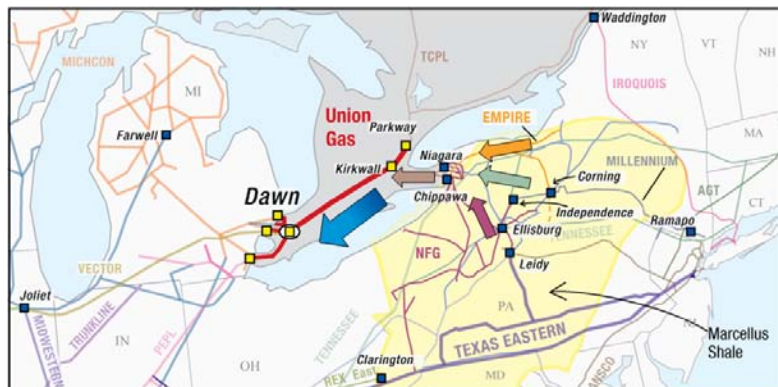 Waddington
NY
VT
NH
TCPL
MICHCON
MI
IROQUOIS
Union
Gas
Parkway
EMPIRE
Farwell
MA
Kirkwall
Niagara
Corning
MILLENNIUM
Dawn
Chippawa
AGT
CT
Independence
Ramapo
Ellisburg
TENNESSEE
NFG
VECTOR
Leidy
Joliet
TRUNKLINE
MIDWESTERN
IN
PEPL
OH
TENNESSEE
PA
TEXAS EASTERN
NJ
Marcellus
Shale
REX East
Clarington
MD